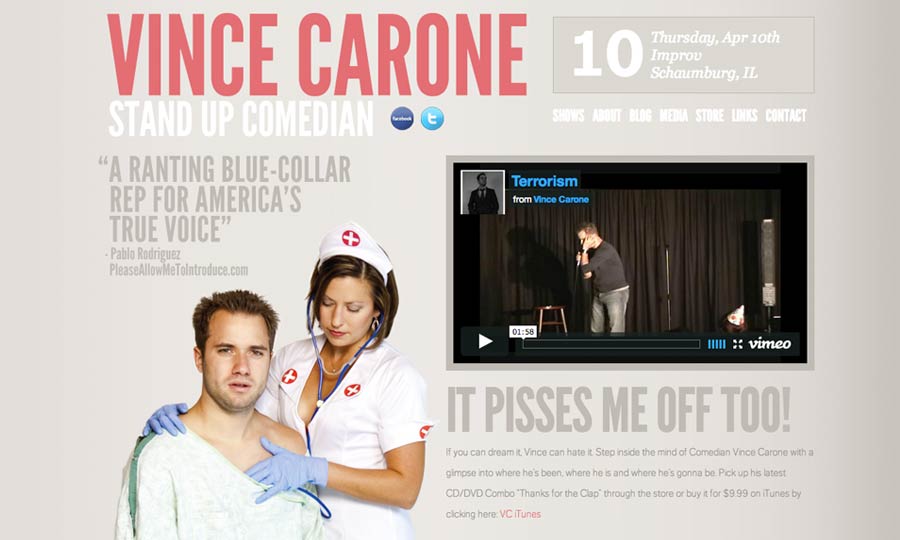 VINCE CARONE
STAND UP COMEDIAN
facebook
t
10
Thursday, Apr 10th
Improv
Schaumburg, IL
SHOWS ABOUT BLOG MEDIA STORE LINKS CONTACT
“A RANTING BLUE-COLLAR
REP FOR AMERICA’S
TRUE VOICE”
- Pablo Rodriguez
PleaseAllowMeToIntroduce.com
Terrorism
from Vince Carone
01:58
vimeo
IT PISSES ME OFF TOO!
If you can dream it, Vince can hate it. Step inside the mind of Comedian Vince Carone with a
glimpse into where he's been, where he is and where he's gonna be. Pick up his latest
CD/DVD Combo "Thanks for the Clap" through the store or buy it for $9.99 on iTunes by
clicking here: VC iTunes